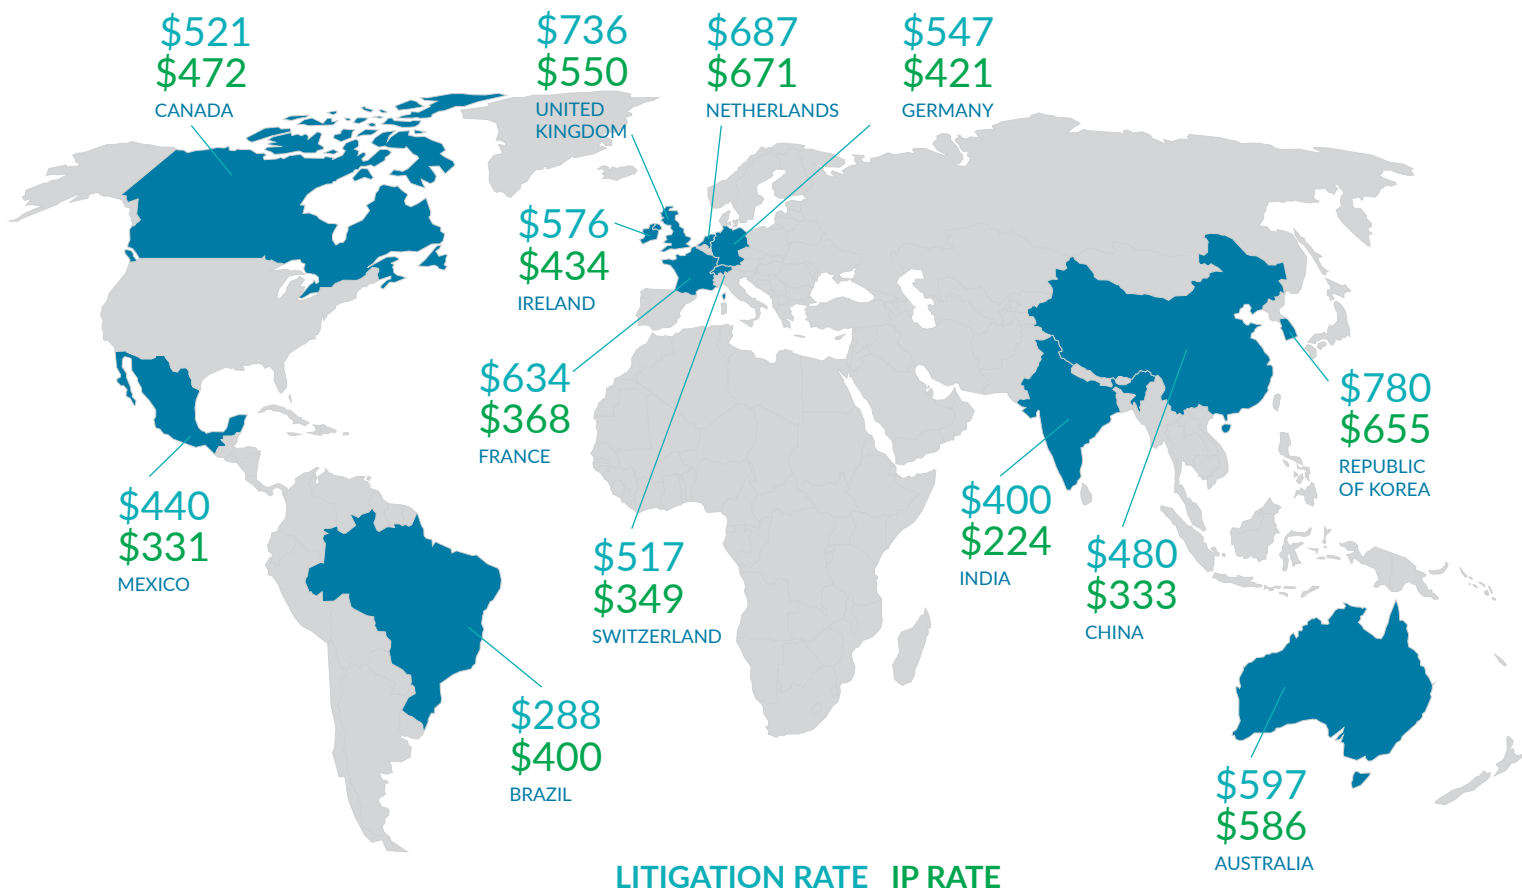 $521
$472
CANADA
$736
$550
UNITED
KINGDOM
$687
$671
NETHERLANDS
$547
$421
GERMANY
$576
$434
IRELAND
$634
$368
FRANCE
$780
$655
REPUBLIC
OF KOREA
$440
$331
MEXICO
$517
$349
SWITZERLAND
$400
$224
INDIA
$480
$333
CHINA
$288
$400
BRAZIL
$597
$586
AUSTRALIA
LITIGATION RATE IP RATE